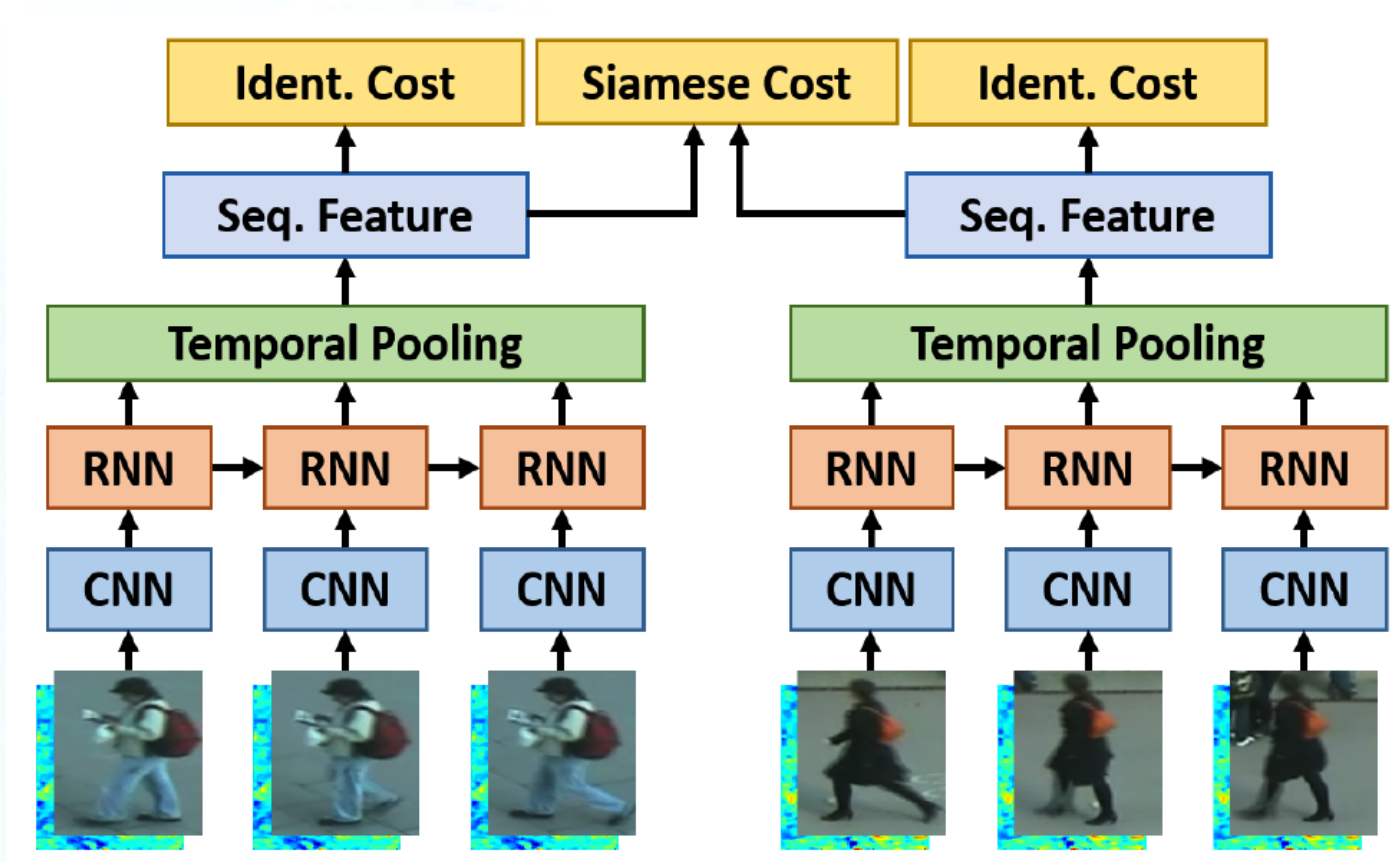 Ident. Cost
Siamese Cost
Ident. Cost
Seq. Feature
Seq. Feature
Temporal Pooling
Temporal Pooling
RNN
RNN
RNN
RNN
RNN
RNN
CNN
CNN
CNN
CNN
CNN
CNN